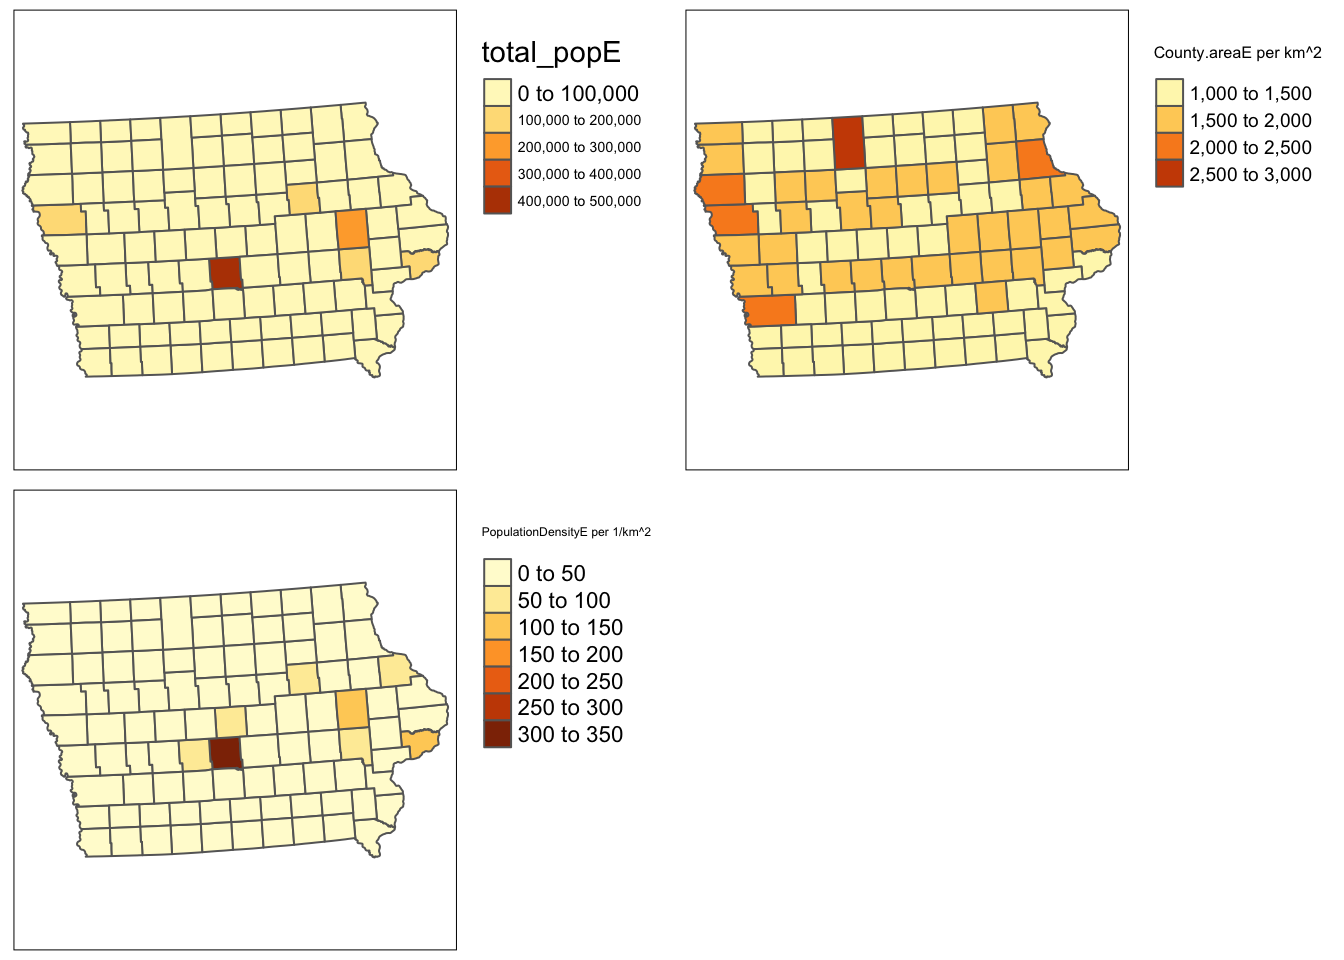 total_popE
0 to 100,000
100,000 to 200,000
200,000 to 300,000
300,000 to 400,000
400,000 to 500,000
County.areaE per km^2
1,000 to 1,500
1,500 to 2,000
2,000 to 2,500
2,500 to 3,000
PopulationDensityE per 1/km^2
0 to 50
50 to 100
100 to 150
150 to 200
200 to 250
250 to 300
300 to 350